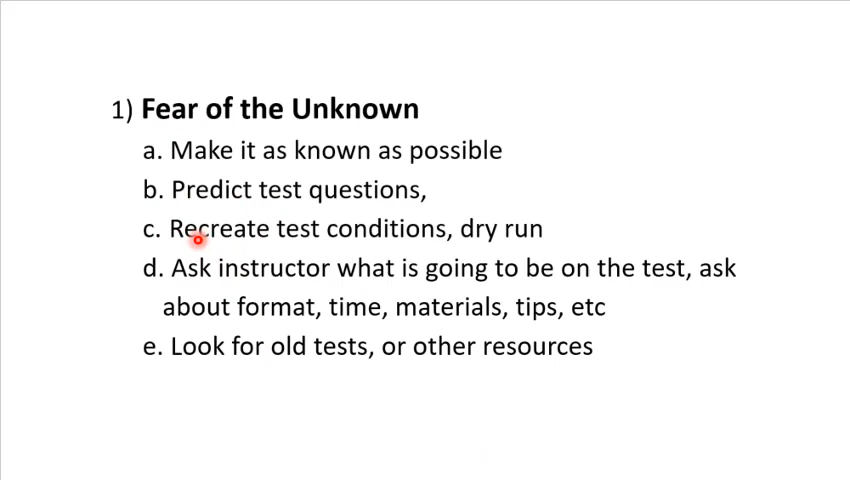 1) Fear of the Unknown
a. Make it as known as possible
b. Predict test questions,
c. Recreate test conditions, dry run
d. Ask instructor what is going to be on the test, ask
about format, time, materials, tips, etc
e. Look for old tests, or other resources